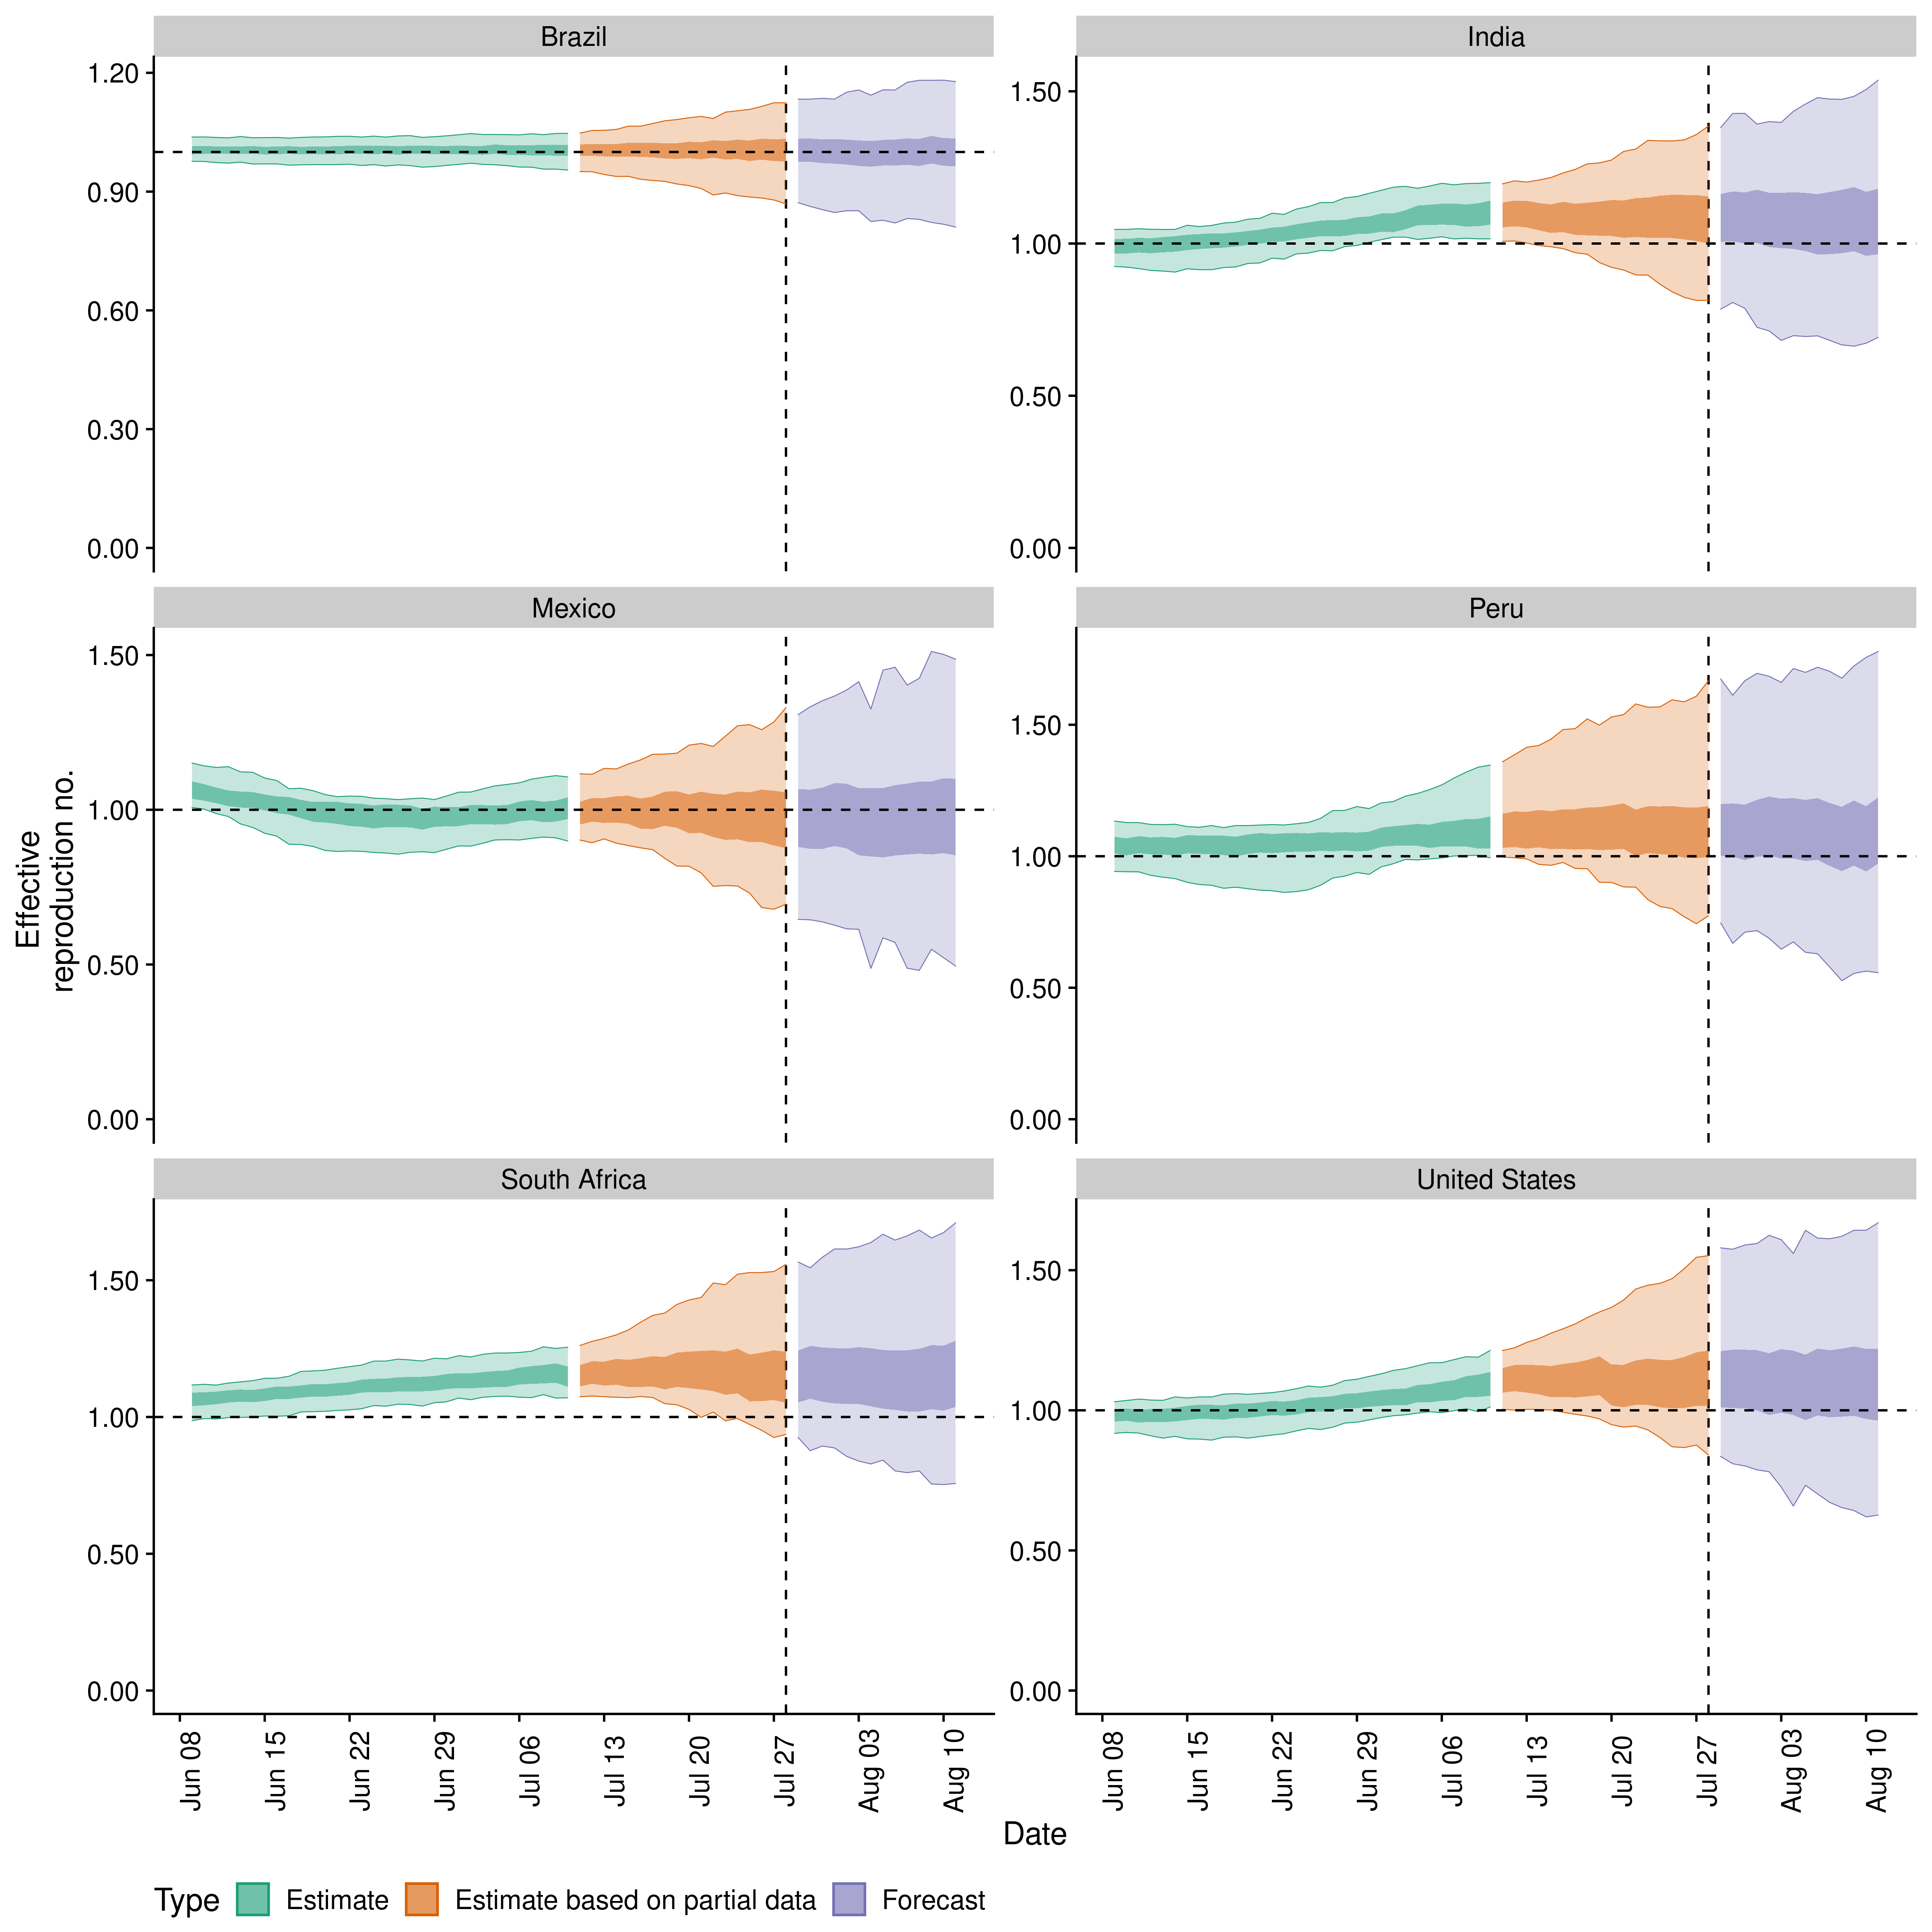 Brazil
India
1.20
0.90
0.60
0.30
0.00
1.50
1.00
0.50
0.00
Mexico
Peru
1.50
1.00
0.50
0.00
1.50
1.00
0.50
0.00
South Africa
United States
1.50
1.00
0.50
0.00
1.50
1.00
0.50
0.00
Effective
reproduction no.
Jun 08
Jun 15
Jun 22
Jun 29
Jul 06
Jul 13
Jul 20
Jul 27
Aug 03
Aug 10
Jun 08
Jun 15
Jun 22
Jun 29
Jul 06
Jul 13
Jul 20
Jul 27
Aug 03
Aug 10
Date
Type Estimate Estimate based on partial data Forecast